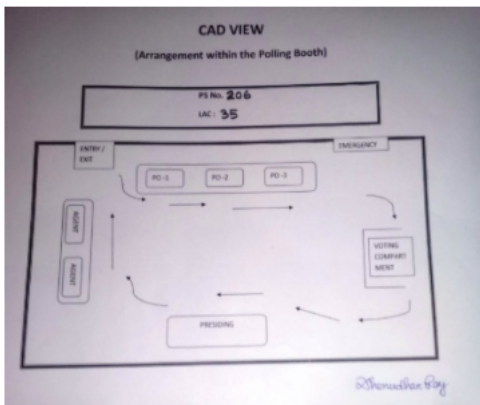 CAD VIEW
(Arrangement within the Polling Booth)
PS No. 206
LAC: 35
ENTRY /
EXIT
EMERGENCY
PO -1
PO -2
PO -3
AGENT
AGENT
VOTING
COMPART
MENT
PRESIDING